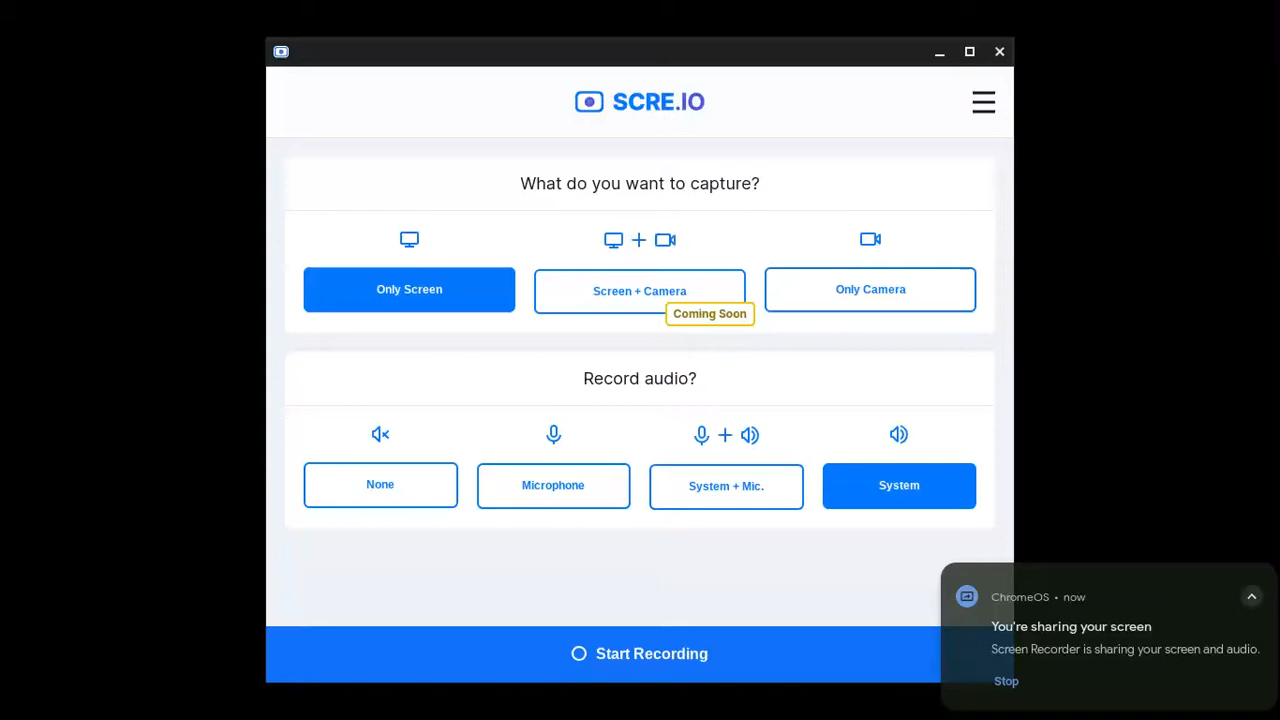 SCRE.IO
What do you want to capture?
Only Screen
Screen + Camera
Only Camera
Coming Soon
Record audio?
None
Microphone
System + Mic.
System
Start Recording
ChromeOS • now
You're sharing your screen
Screen Recorder is sharing your screen and audio.
Stop